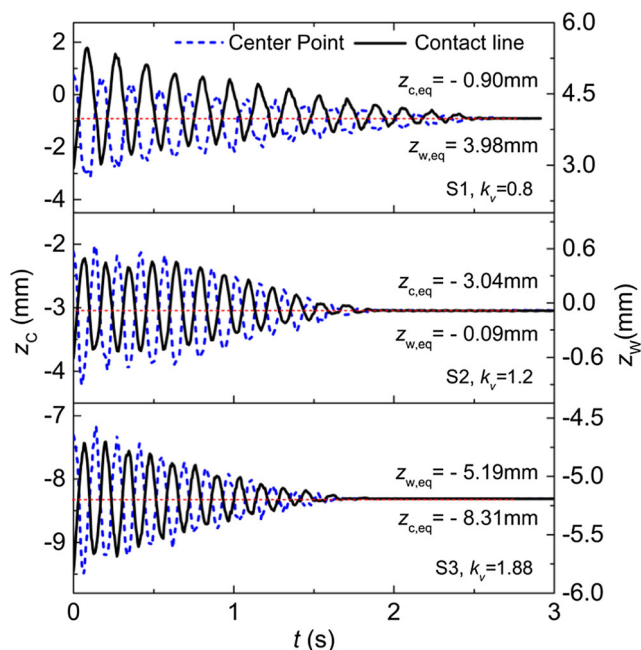 Center Point Contact line
2
0
-2
-4
6.0
4.5
3.0
z_c,eq = - 0.90mm
z_w,eq = 3.98mm
S1, k_v=0.8
-2
-3
-4
0.6
0.0
-0.6
z_c,eq = - 3.04mm
z_w,eq = - 0.09mm
S2, k_v=1.2
-7
-8
-9
-4.5
-5.0
-5.5
-6.0
z_w,eq = - 5.19mm
z_c,eq = - 8.31mm
S3, k_v=1.88
z_C (mm)
z_W(mm)
0 1 2 3
t (s)